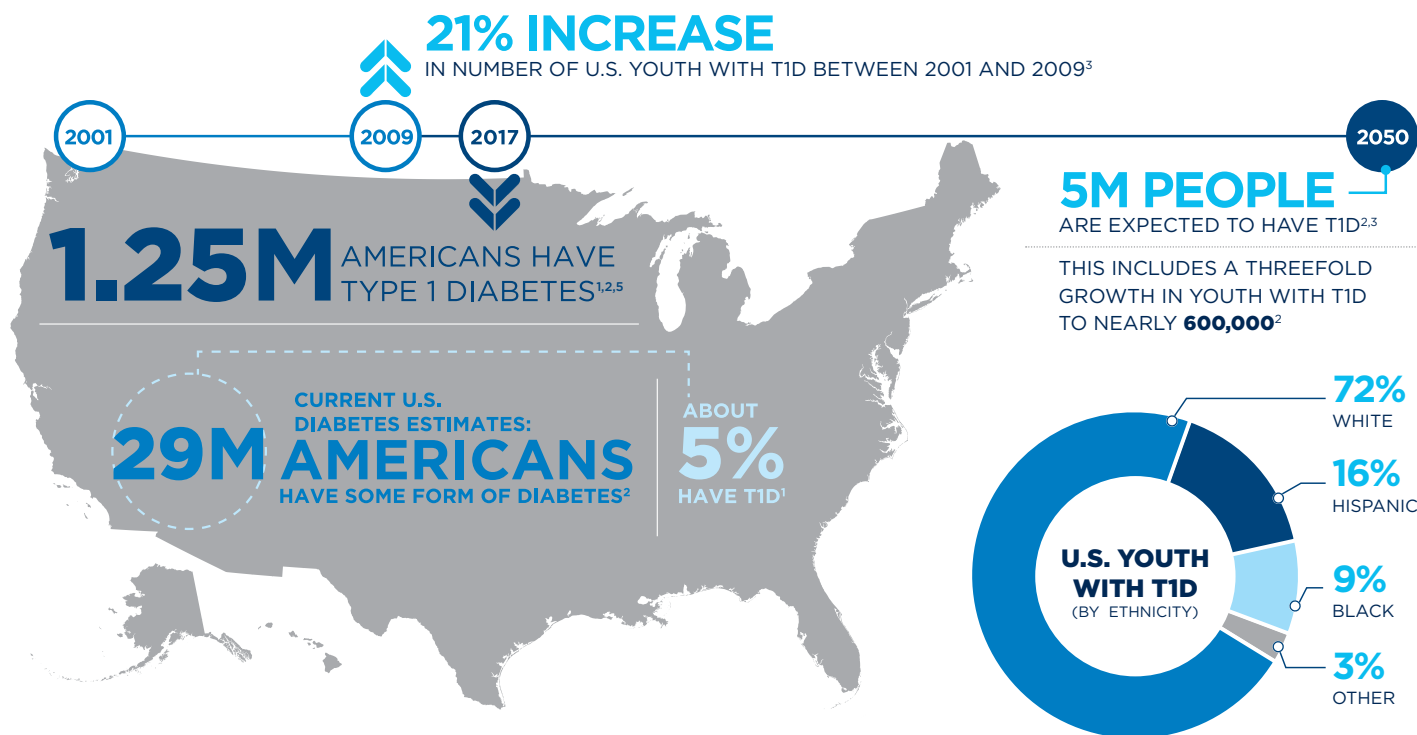 21% INCREASE
IN NUMBER OF U.S. YOUTH WITH T1D BETWEEN 2001 AND 2009³
2001
2009
2017
2050
1.25M
AMERICANS HAVE
TYPE 1 DIABETES¹,²,⁵
5M PEOPLE
ARE EXPECTED TO HAVE T1D²,³
THIS INCLUDES A THREEFOLD
GROWTH IN YOUTH WITH T1D
TO NEARLY 600,000²
29M
CURRENT U.S.
DIABETES ESTIMATES:
AMERICANS
HAVE SOME FORM OF DIABETES²
ABOUT
5%
HAVE T1D¹
U.S. YOUTH
WITH T1D
(BY ETHNICITY)
72%
WHITE
16%
HISPANIC
9%
BLACK
3%
OTHER